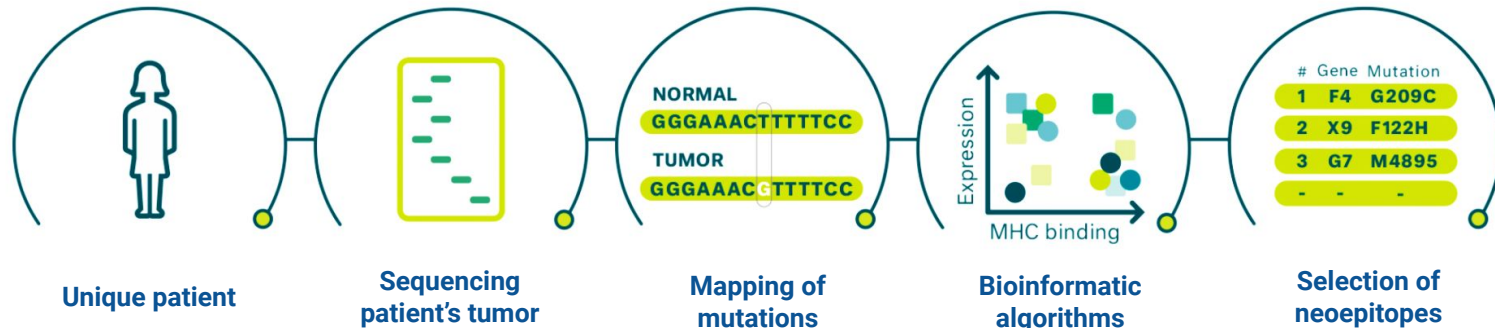 NORMAL
GGGAAACTTTTTCC
TUMOR
GGGAAACGTTTTCC
Expression
MHC binding
# Gene Mutation
1 F4 G209C
2 X9 F122H
3 G7 M4895
- - -
Unique patient
Sequencing
patient's tumor
Mapping of
mutations
Bioinformatic
algorithms
Selection of
neoepitopes